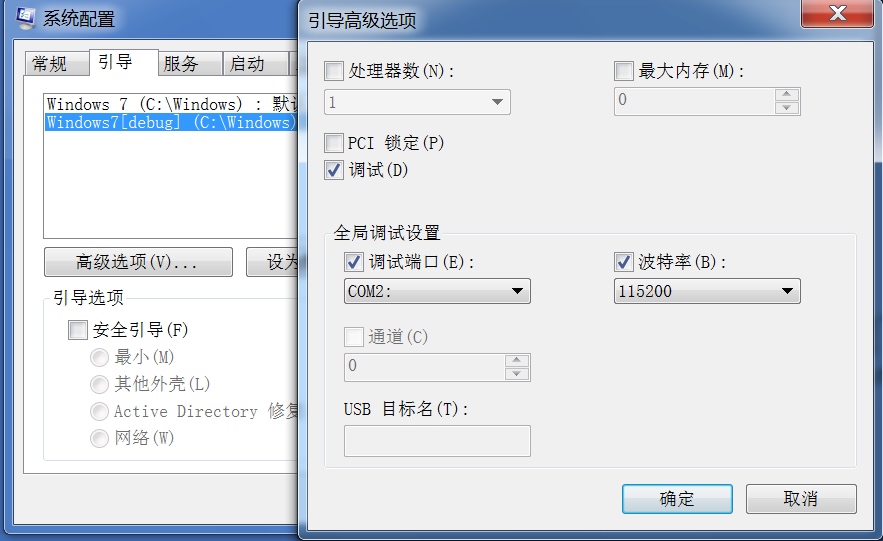 系统配置
常规
引导
服务
启动
Windows 7 (C:\Windows) : 默认
Windows7[debug] (C:\Windows)
高级选项(V)...
设为
引导选项
安全引导(F)
最小(M)
其他外壳(L)
Active Directory 修复
网络(W)
引导高级选项
处理器数(N):
最大内存(M):
1
0
PCI 锁定(P)
调试(D)
全局调试设置
调试端口(E):
波特率(B):
COM2:
115200
通道(C)
0
USB 目标名(T):
确定
取消